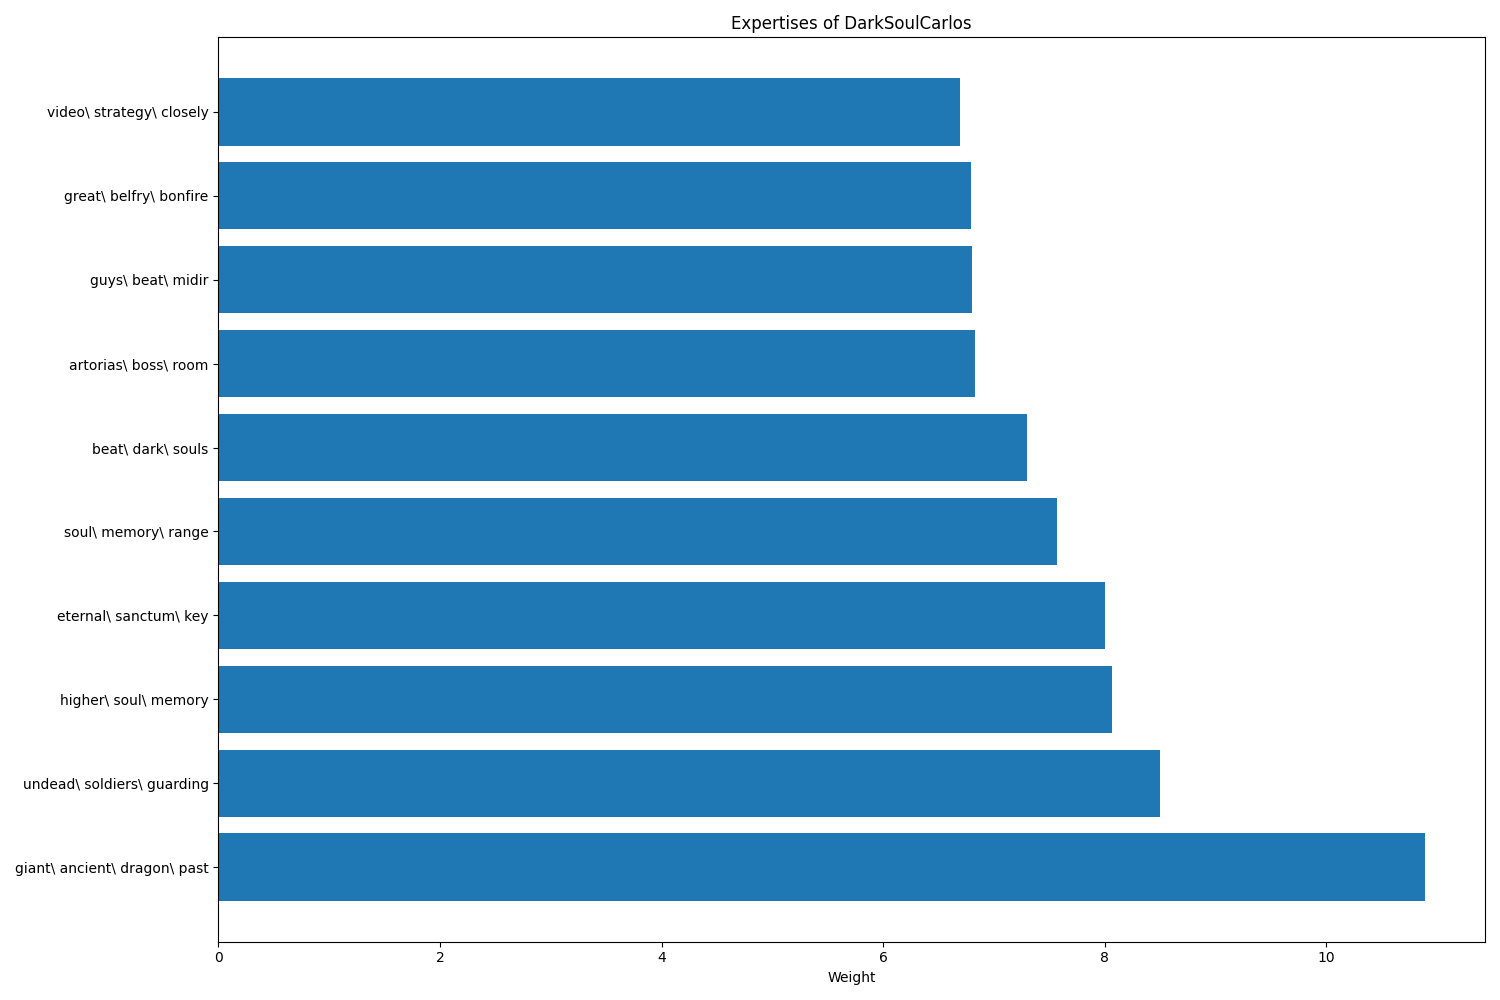 Expertises of DarkSoulCarlos
video\ strategy\ closely
great\ belfry\ bonfire
guys\ beat\ midir
artorias\ boss\ room
beat\ dark\ souls
soul\ memory\ range
eternal\ sanctum\ key
higher\ soul\ memory
undead\ soldiers\ guarding
giant\ ancient\ dragon\ past
0 2 4 6 8 10
Weight